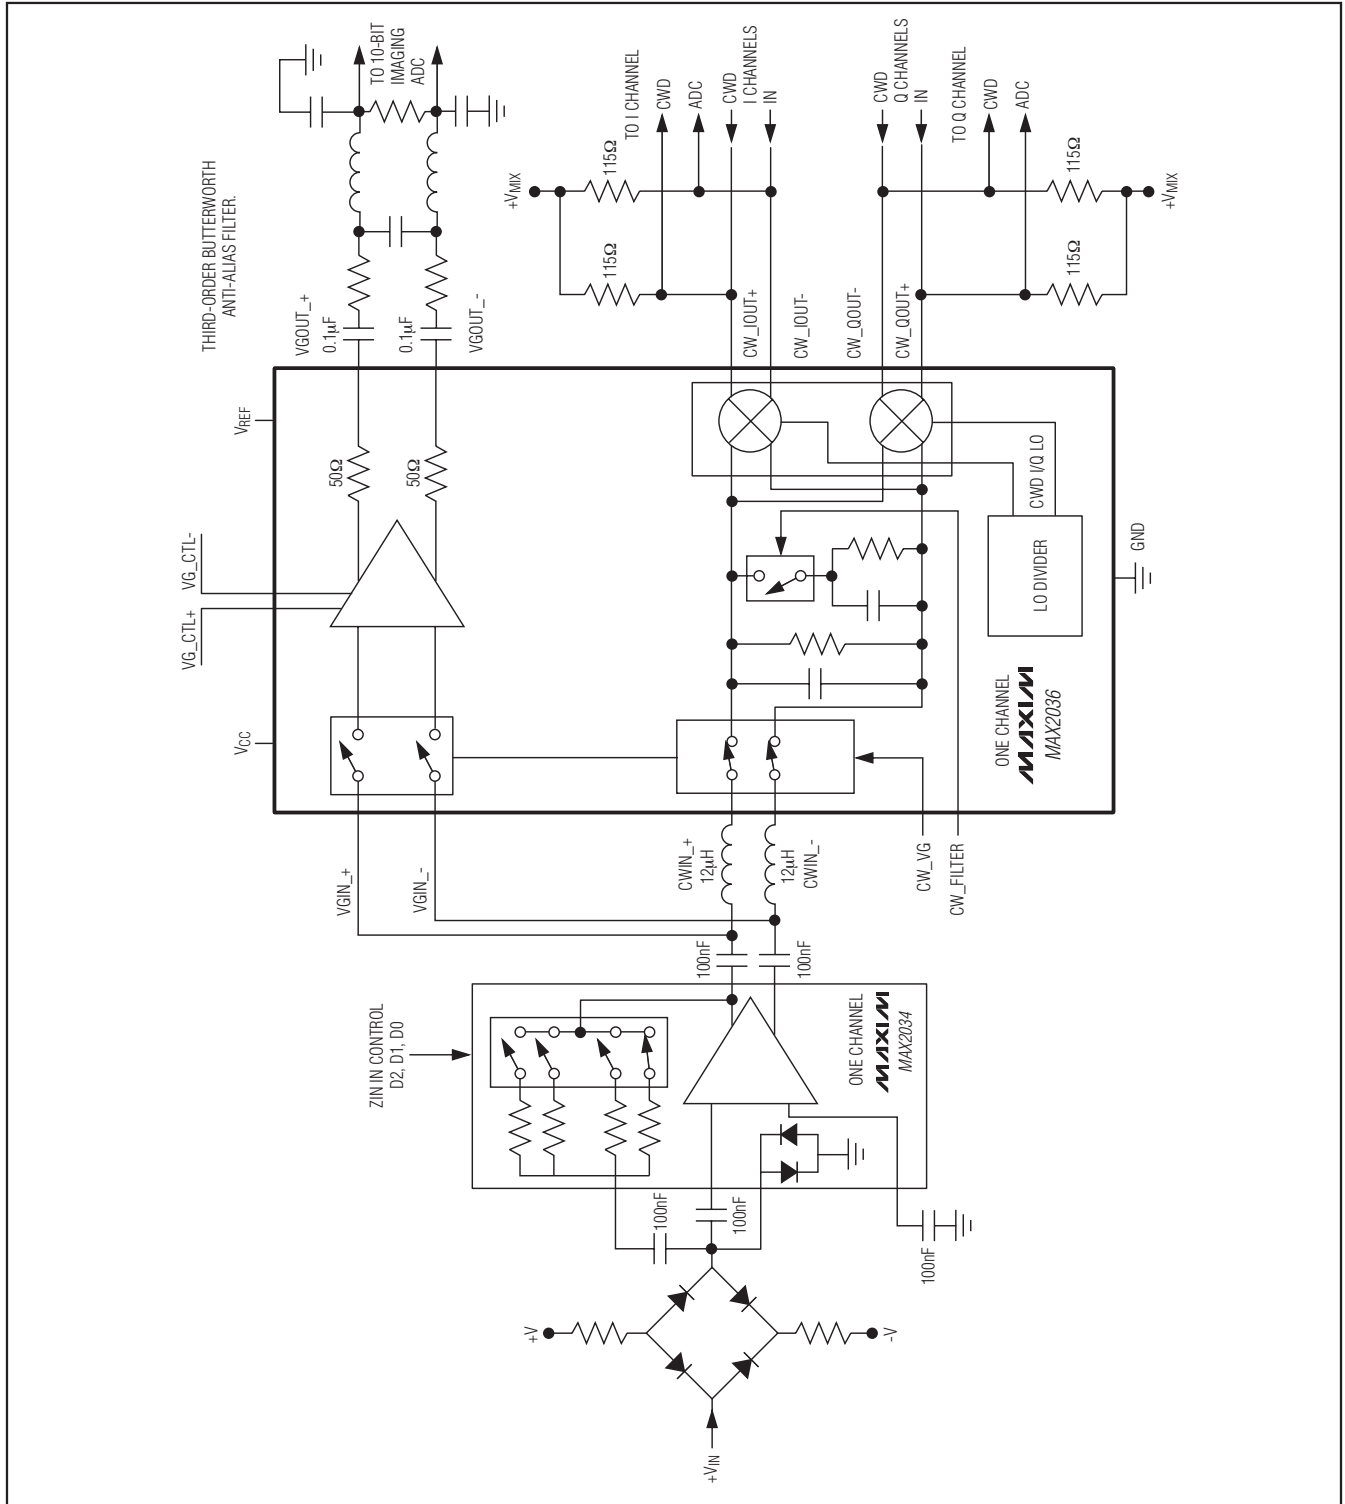 THIRD-ORDER BUTTERWORTH
ANTI-ALIAS FILTER.
TO 10-BIT
IMAGING
ADC
VGOUT_+
0.1μF
0.1μF
VGOUT_-
+VMIX
115Ω
115Ω
TO I CHANNEL
CWD
ADC
CWD
I CHANNELS
IN
CWD
Q CHANNELS
IN
TO Q CHANNEL
CWD
ADC
115Ω
115Ω
+VMIX
CW_IOUT+
CW_IOUT-
CW_QOUT-
CW_QOUT+
VREF
VG_CTL-
VG_CTL+
VCC
50Ω
50Ω
CWD I/Q LO
LO DIVIDER
GND
ONE CHANNEL
MAXIM
MAX2036
VGIN_+
VGIN_-
CWIN_+
12μH
12μH
CWIN_-
CW_VG
CW_FILTER
100nF
100nF
ZIN IN CONTROL
D2, D1, D0
ONE CHANNEL
MAXIM
MAX2034
100nF
100nF
100nF
+V
-V
+VIN